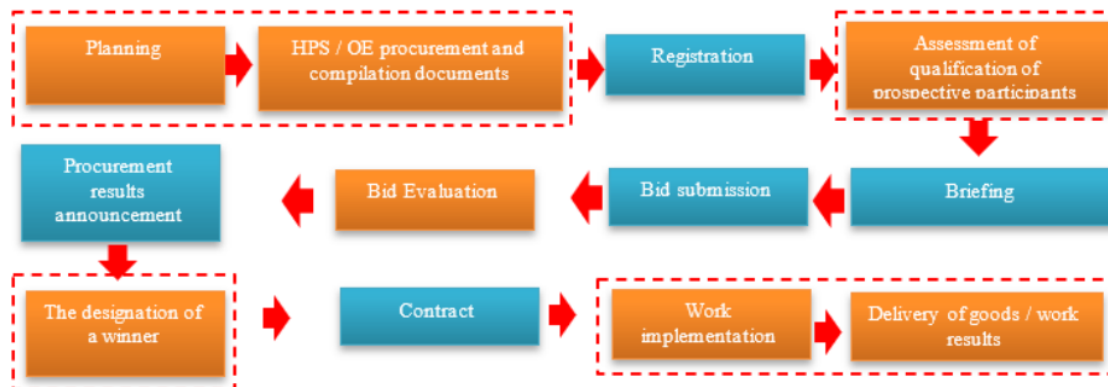 Planning
HPS / OE procurement and
compilation documents
Registration
Assessment of
qualification of
prospective participants
Procurement
results
announcement
Bid Evaluation
Bid submission
Briefing
The designation of
a winner
Contract
Work
implementation
Delivery of goods / work
results